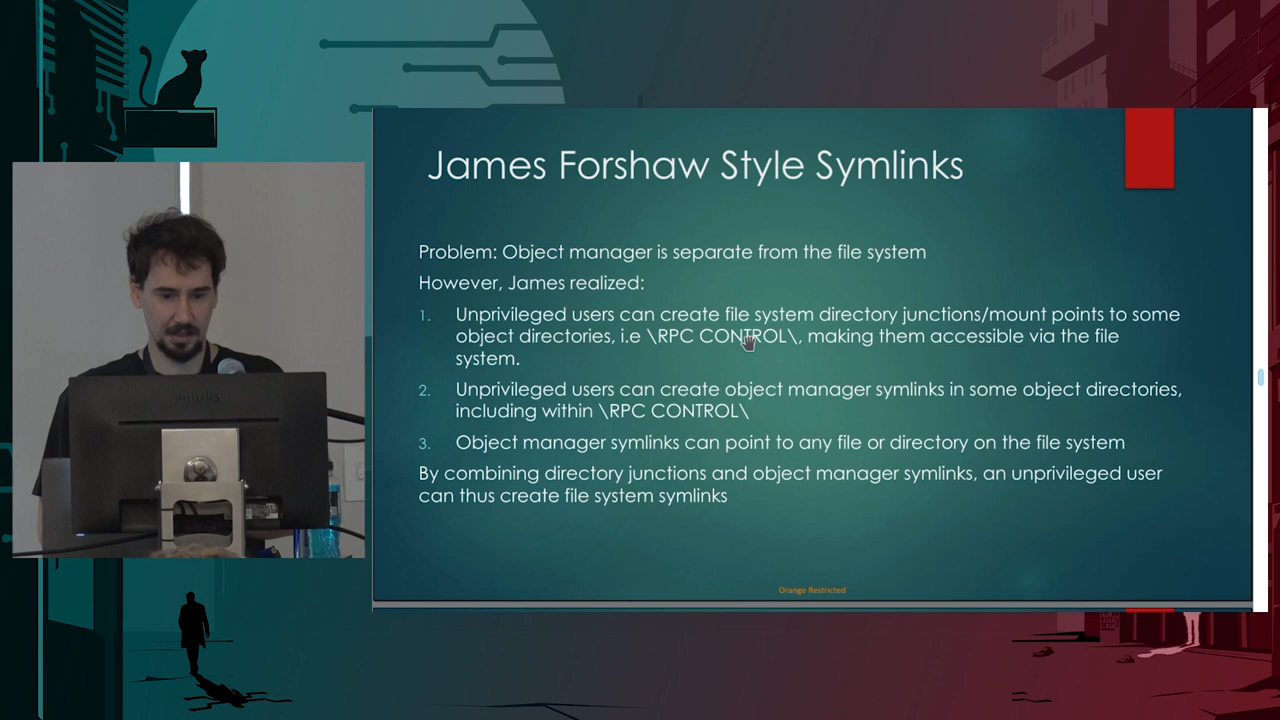 James Forshaw Style Symlinks
Problem: Object manager is separate from the file system
However, James realized:
1. Unprivileged users can create file system directory junctions/mount points to some
object directories, i.e \RPC CONTROL\, making them accessible via the file
system.
2. Unprivileged users can create object manager symlinks in some object directories,
including within \RPC CONTROL\
3. Object manager symlinks can point to any file or directory on the file system
By combining directory junctions and object manager symlinks, an unprivileged user
can thus create file system symlinks
Orange Restricted
PHILIPS